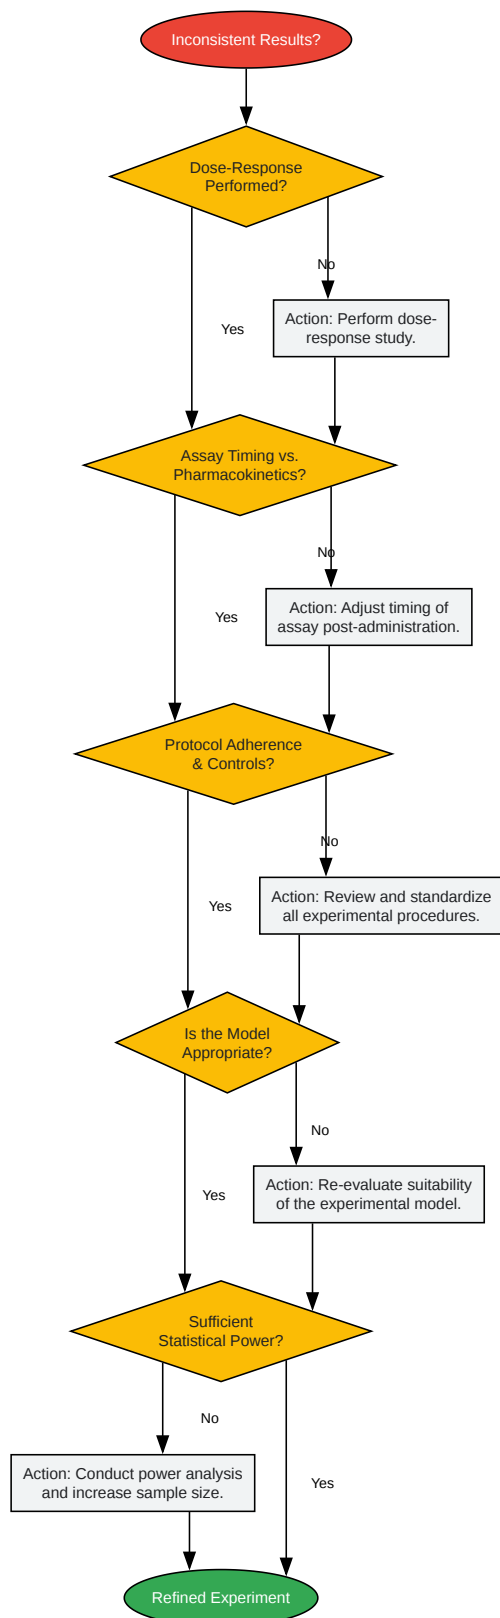 Inconsistent Results?
Dose-Response
Performed?
No
Action: Perform dose-
response study.
Yes
Assay Timing vs.
Pharmacokinetics?
No
Action: Adjust timing of
assay post-administration.
Yes
Protocol Adherence
& Controls?
No
Action: Review and standardize
all experimental procedures.
Yes
Is the Model
Appropriate?
No
Action: Re-evaluate suitability
of the experimental model.
Yes
Sufficient
Statistical Power?
No
Action: Conduct power analysis
and increase sample size.
Yes
Refined Experiment